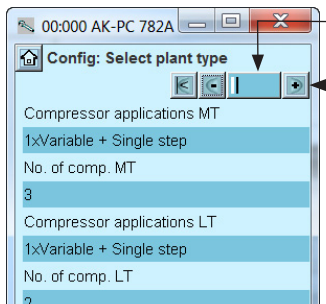 00:000 AK-PC 782A
Config: Select plant type
Compressor applications MT
1xVariable + Single step
No. of comp. MT
3
Compressor applications LT
1xVariable + Single step
No. of comp. LT
2